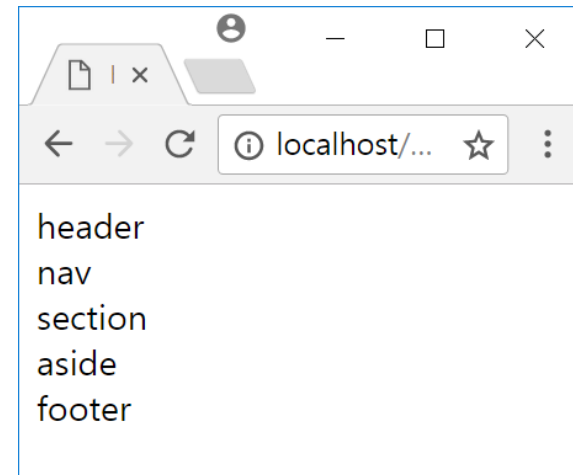 localhost/...
header
nav
section
aside
footer